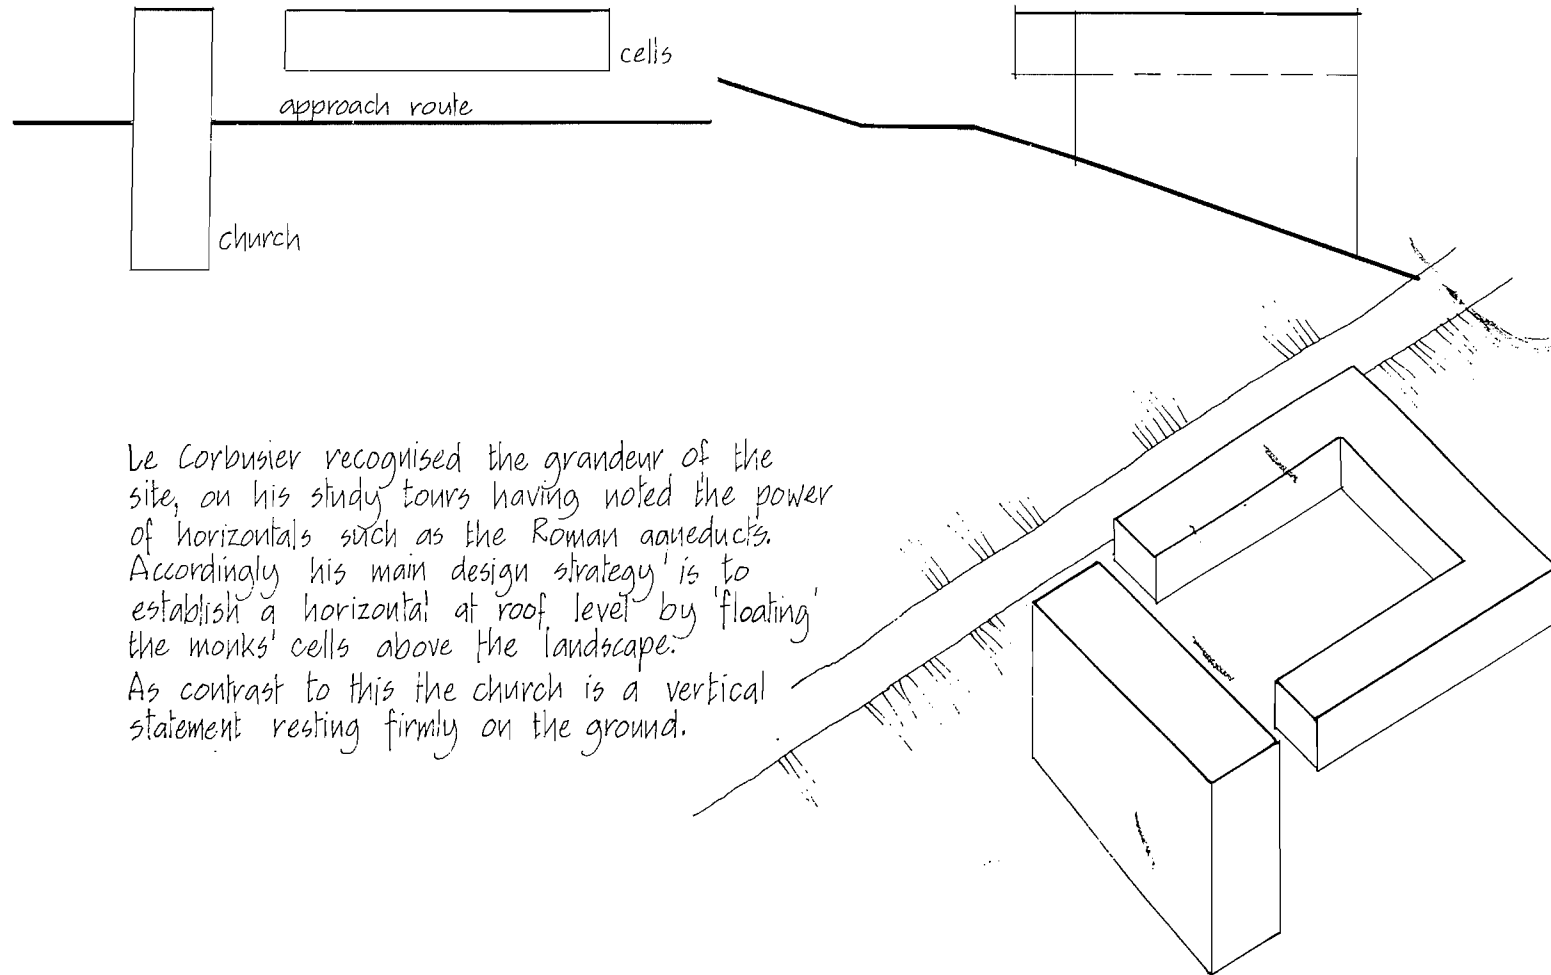 cells
approach route
church
Le Corbusier recognised the grandeur of the
site, on his study tours having noted the power
of horizontals such as the Roman aqueducts.
Accordingly his main design strategy is to
establish a horizontal at roof level by 'floating'
the monks' cells above the landscape.
As contrast to this the church is a vertical
statement resting firmly on the ground.